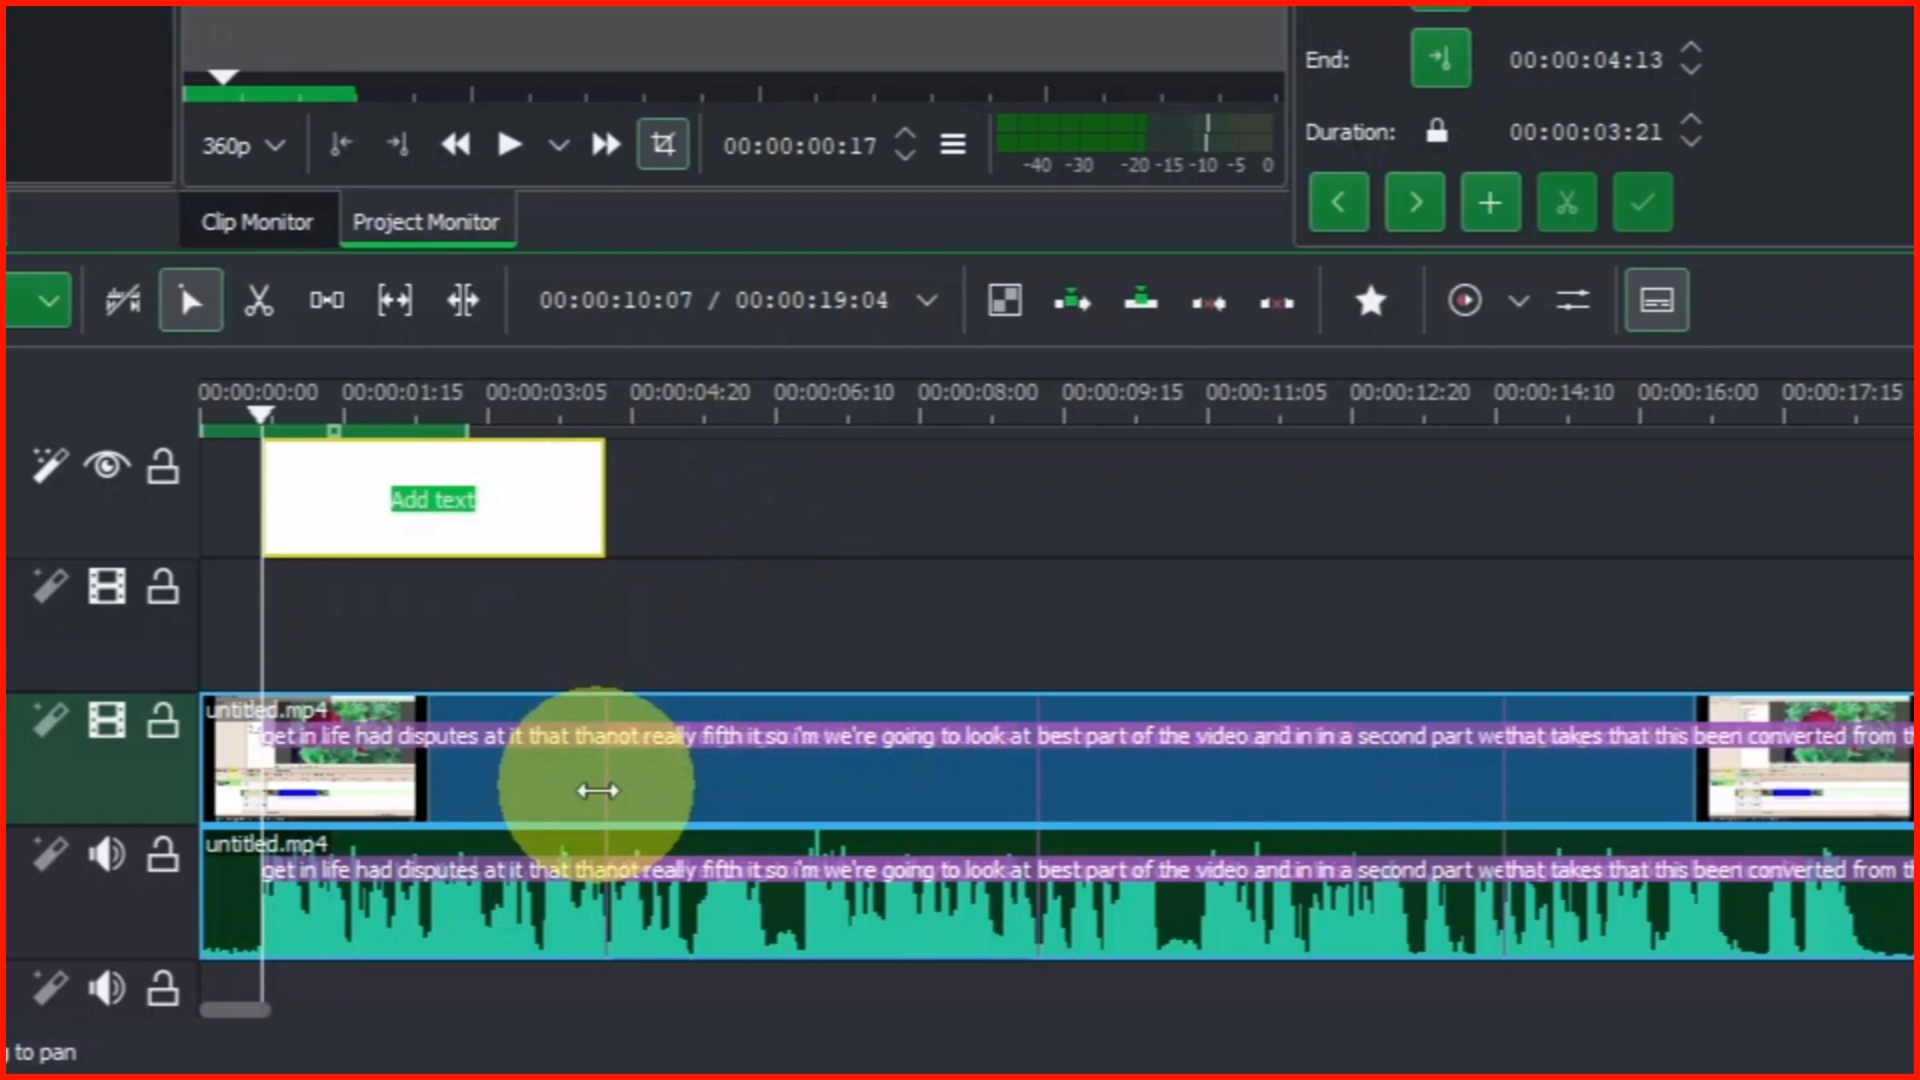 End: 00:00:04:13
360p 00:00:00:17 -40 -30 -20 -15 -10 -5 0
Duration: 00:00:03:21
Clip Monitor Project Monitor
00:00:10:07 / 00:00:19:04
00:00:00:00 00:00:01:15 00:00:03:05 00:00:04:20 00:00:06:10 00:00:08:00 00:00:09:15 00:00:11:05 00:00:12:20 00:00:14:10 00:00:16:00 00:00:17:15
Add text
untitled.mp4
get in life had disputes at it that thanot really fifth it so i'm we're going to look at best part of the video and in in a second part wethat takes that this been converted from th
untitled.mp4
get in life had disputes at it that thanot really fifth it so i'm we're going to look at best part of the video and in in a second part wethat takes that this been converted from th
to pan